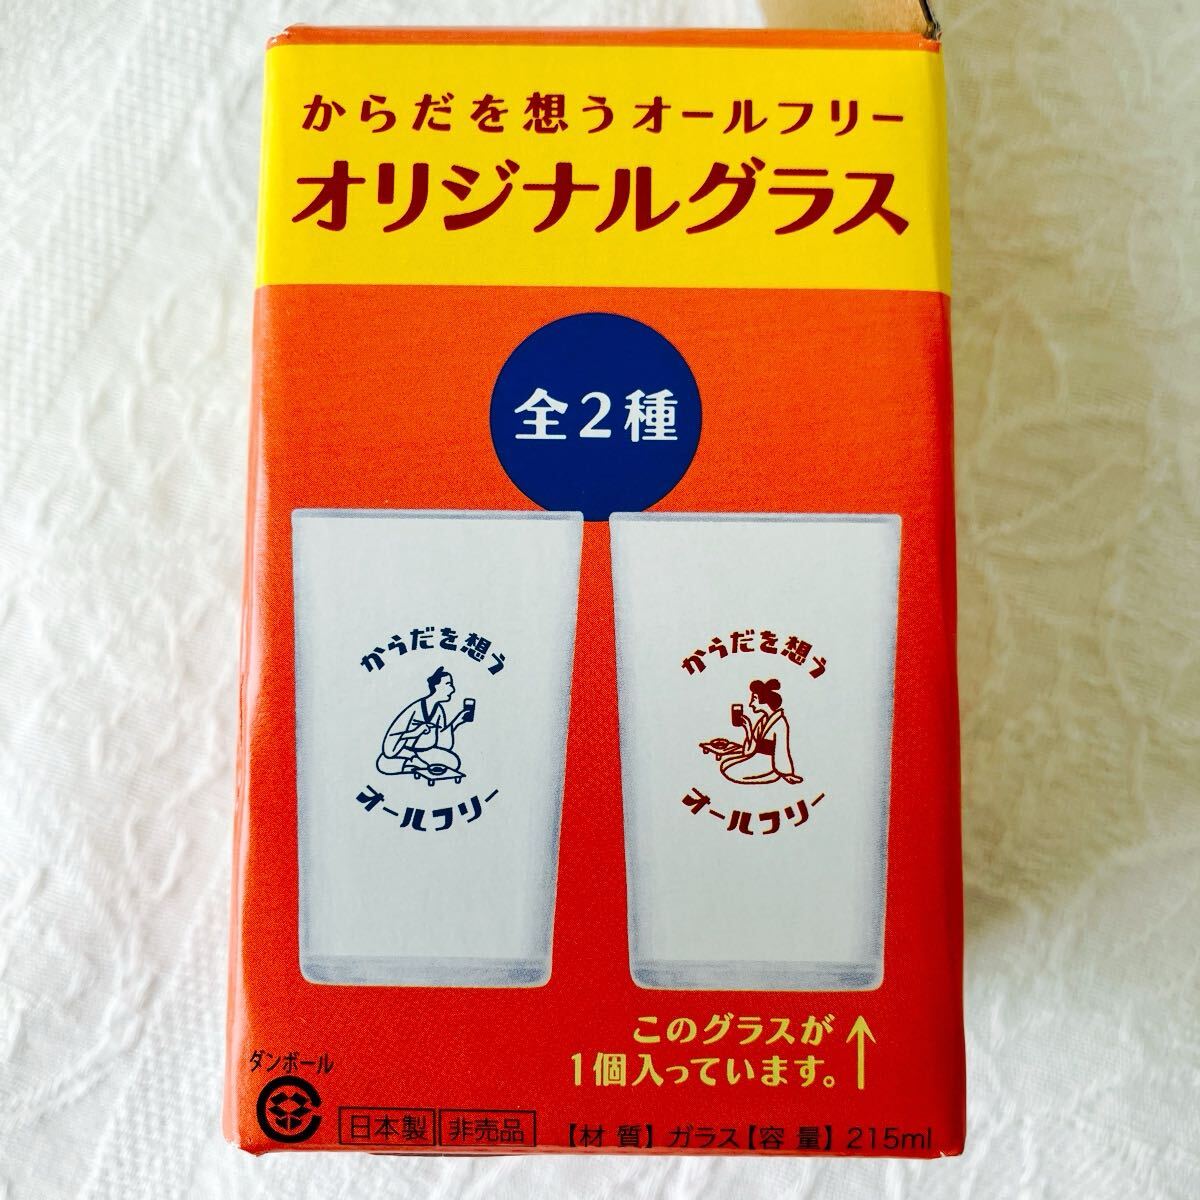 からだを想うオールフリー
オリジナルグラス
全2種
からだを想う
オールフリー
からだを想う
オールフリー
このグラスが
1個入っています。
ダンボール
日本製 非売品 【材 質】ガラス【容 量】215ml